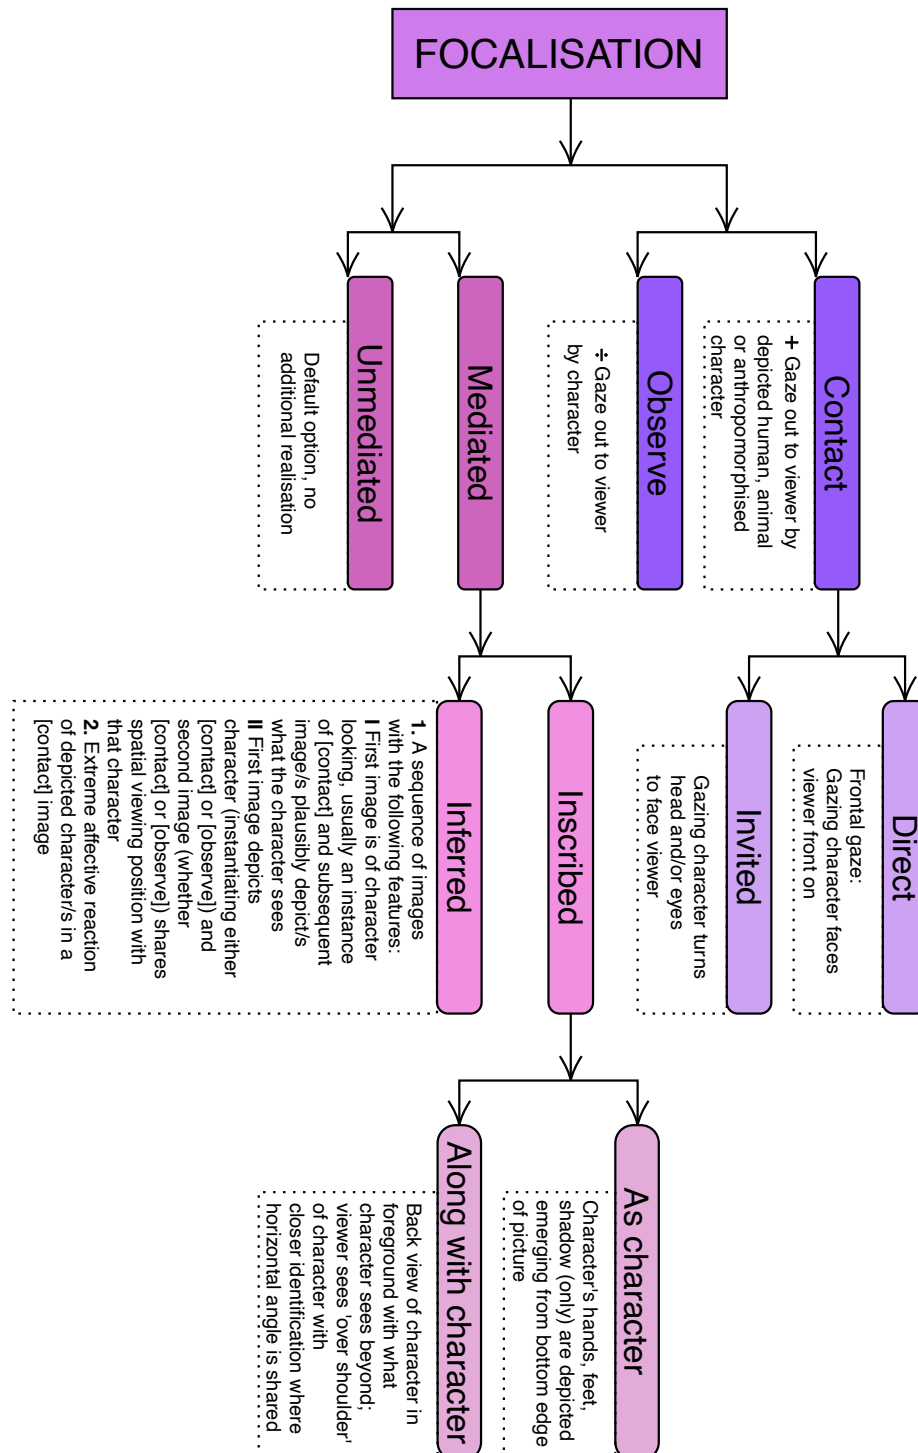 FOCALISATION
Contact
+ Gaze out to viewer by
depicted human, animal
or anthropomorphised
character
Direct
Frontal gaze:
Gazing character faces
viewer front on
Invited
Gazing character turns
head and/or eyes
to face viewer
Observe
÷ Gaze out to viewer
by character
Mediated
Inscribed
As character
Character's hands, feet,
shadow (only) are depicted
emerging from bottom edge
of picture
Along with character
Back view of character in
foreground with what
character sees beyond;
viewer sees 'over shoulder'
of character with
closer identification where
horizontal angle is shared
Inferred
1. A sequence of images
with the following features:
I First image is of character
looking, usually an instance
of [contact] and subsequent
image/s plausibly depict/s
what the character sees
II First image depicts
character (instantiating either
[contact] or [observe]) and
second image (whether
[contact] or [observe]) shares
spatial viewing position with
that character
2. Extreme affective reaction
of depicted character/s in a
[contact] image
Unmediated
Default option, no
additional realisation